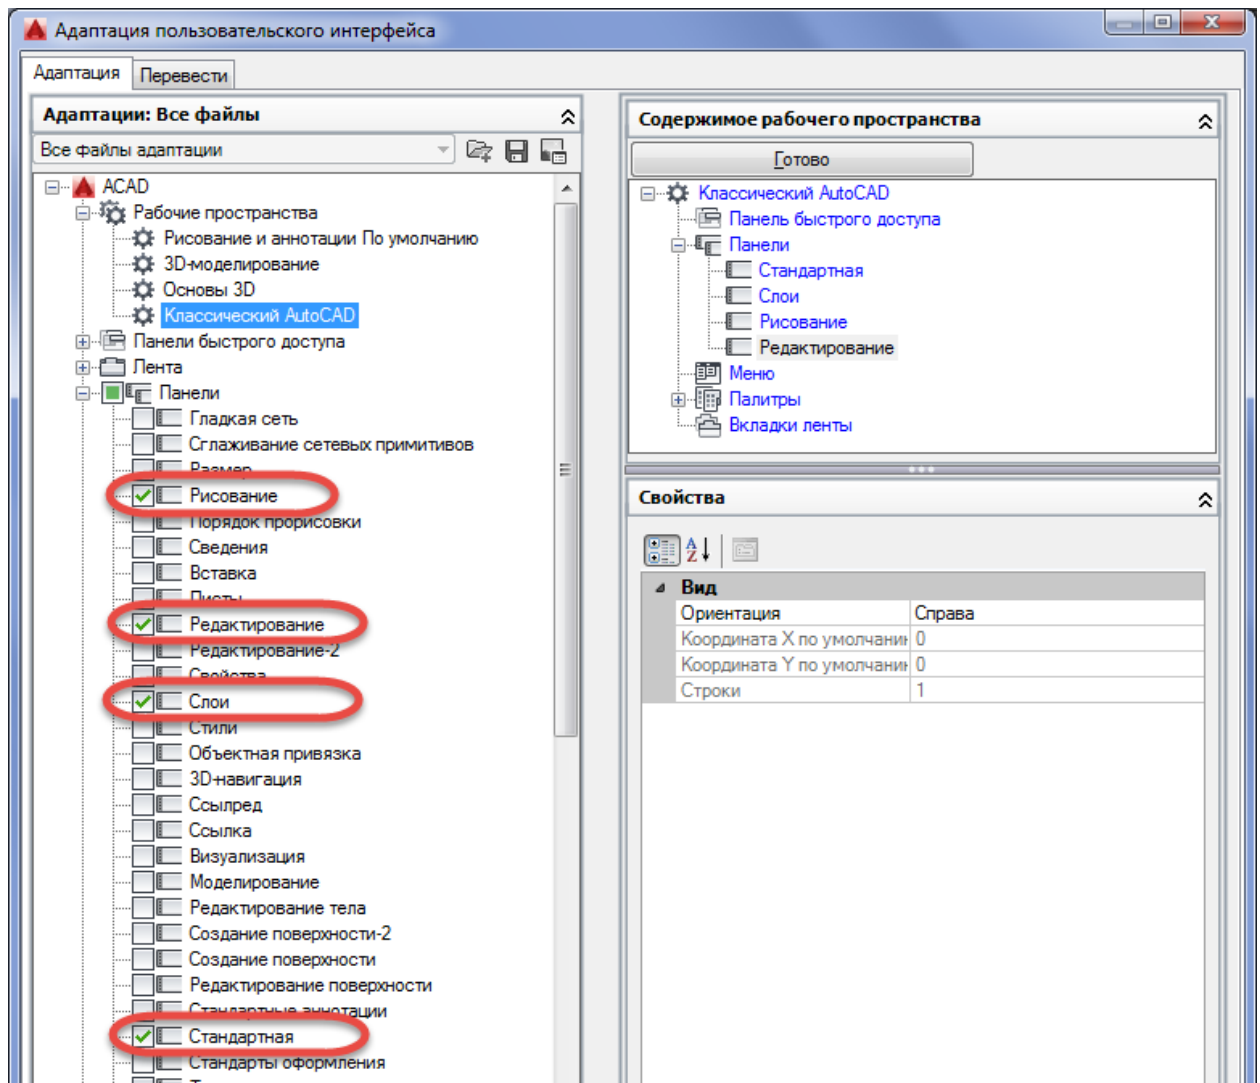 Адаптация пользовательского интерфейса
Адаптация
Перевести
Адаптации: Все файлы
Все файлы адаптации
ACAD
Рабочие пространства
Рисование и аннотации По умолчанию
3D-моделирование
Основы 3D
Классический AutoCAD
Панели быстрого доступа
Лента
Панели
Гладкая сеть
Сглаживание сетевых примитивов
Размер
Рисование
Порядок прорисовки
Сведения
Вставка
Листы
Редактирование
Редактирование-2
Свойства
Слои
Стили
Объектная привязка
3D-навигация
Ссылред
Ссылка
Визуализация
Моделирование
Редактирование тела
Создание поверхности-2
Создание поверхности
Редактирование поверхности
Стандартные аннотации
Стандартная
Стандарты оформления
Содержимое рабочего пространства
Готово
Классический AutoCAD
Панель быстрого доступа
Панели
Стандартная
Слои
Рисование
Редактирование
Меню
Палитры
Вкладки ленты
Свойства
Вид
Ориентация Справа
Координата X по умолчани 0
Координата Y по умолчани 0
Строки 1